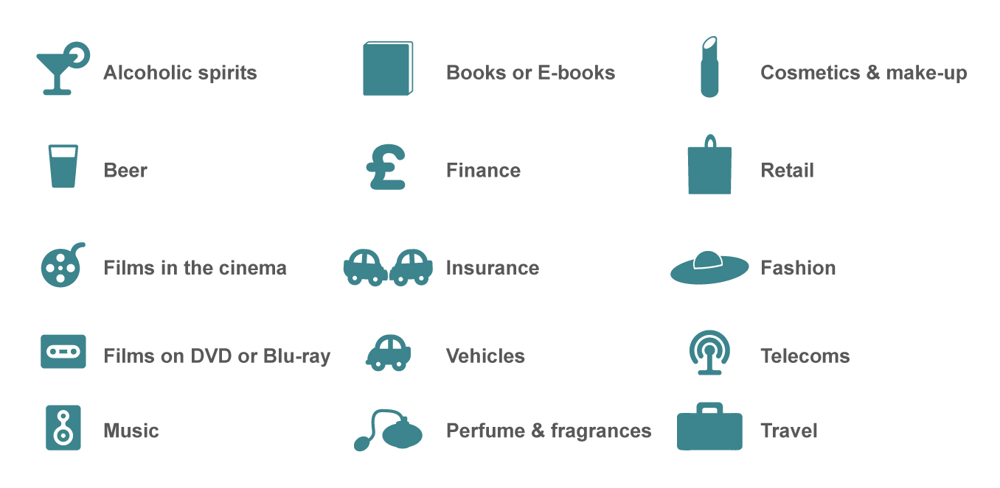 Alcoholic spirits
Books or E-books
Cosmetics & make-up
Beer
£
Finance
Retail
Films in the cinema
Insurance
Fashion
Films on DVD or Blu-ray
Vehicles
Telecoms
Music
Perfume & fragrances
Travel